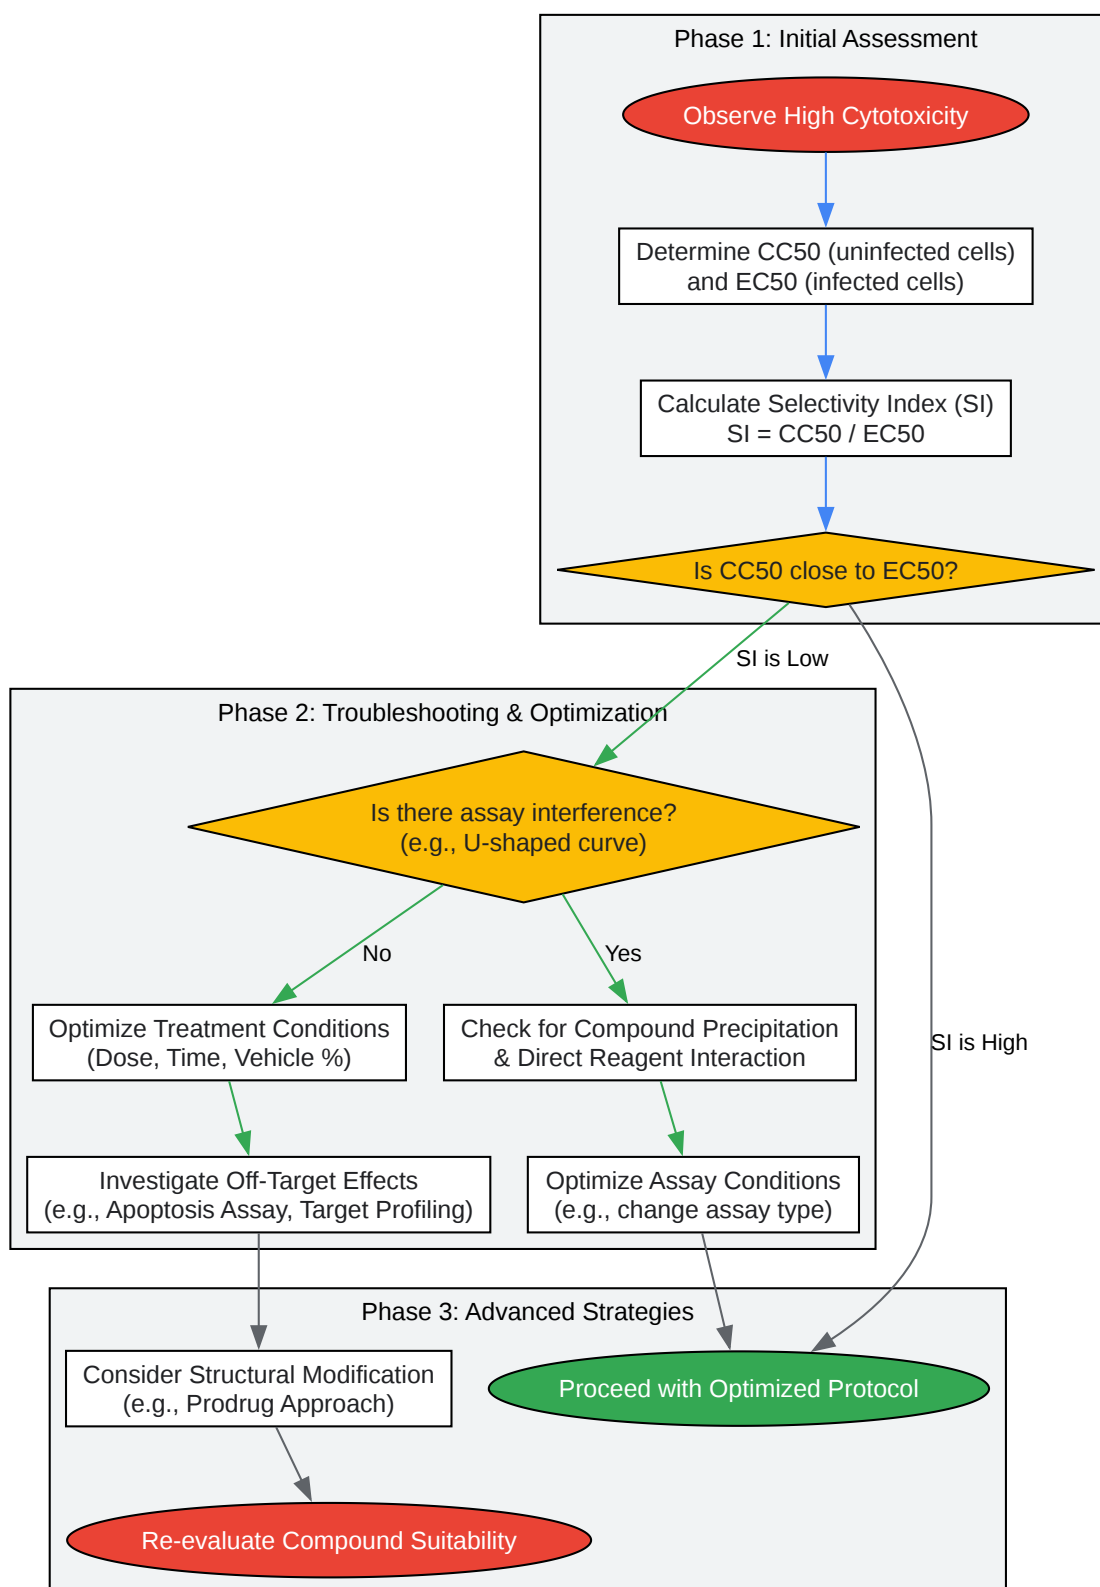 Phase 1: Initial Assessment
Observe High Cytotoxicity
Determine CC50 (uninfected cells)
and EC50 (infected cells)
Calculate Selectivity Index (SI)
SI = CC50 / EC50
Is CC50 close to EC50?
SI is Low
Phase 2: Troubleshooting & Optimization
Is there assay interference?
(e.g., U-shaped curve)
No
Yes
Optimize Treatment Conditions
(Dose, Time, Vehicle %)
Check for Compound Precipitation
& Direct Reagent Interaction
SI is High
Investigate Off-Target Effects
(e.g., Apoptosis Assay, Target Profiling)
Optimize Assay Conditions
(e.g., change assay type)
Phase 3: Advanced Strategies
Consider Structural Modification
(e.g., Prodrug Approach)
Proceed with Optimized Protocol
Re-evaluate Compound Suitability